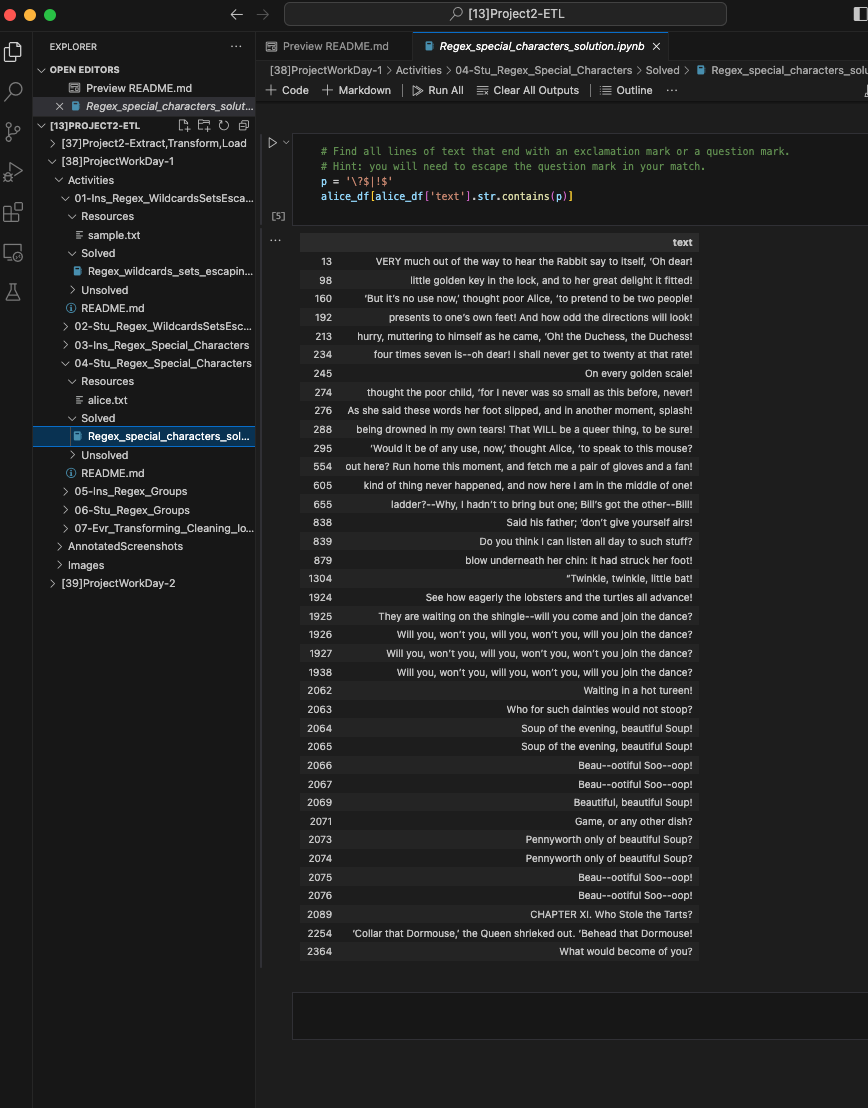 [13]Project2-ETL
EXPLORER
OPEN EDITORS
Preview README.md
Regex_special_characters_solut...
[13]PROJECT2-ETL
[37]Project2-Extract,Transform,Load
[38]ProjectWorkDay-1
Activities
01-Ins_Regex_WildcardsSetsEsca...
Resources
sample.txt
Solved
Regex_wildcards_sets_escapin...
Unsolved
README.md
02-Stu_Regex_WildcardsSetsEsc...
03-Ins_Regex_Special_Characters
04-Stu_Regex_Special_Characters
Resources
alice.txt
Solved
Regex_special_characters_sol...
Unsolved
README.md
05-Ins_Regex_Groups
06-Stu_Regex_Groups
07-Evr_Transforming_Cleaning_lo...
AnnotatedScreenshots
Images
[39]ProjectWorkDay-2
Preview README.md
Regex_special_characters_solution.ipynb
[38]ProjectWorkDay-1 > Activities > 04-Stu_Regex_Special_Characters > Solved > Regex_special_characters_solu
+ Code + Markdown | Run All Clear All Outputs | Outline ...
# Find all lines of text that end with an exclamation mark or a question mark.
# Hint: you will need to escape the question mark in your match.
p = '\?$|!$'
alice_df[alice_df['text'].str.contains(p)]
[5]
...
text
13 VERY much out of the way to hear the Rabbit say to itself, ‘Oh dear!
98 little golden key in the lock, and to her great delight it fitted!
160 ‘But it’s no use now,’ thought poor Alice, ‘to pretend to be two people!
192 presents to one’s own feet! And how odd the directions will look!
213 hurry, muttering to himself as he came, ‘Oh! the Duchess, the Duchess!
234 four times seven is--oh dear! I shall never get to twenty at that rate!
245 On every golden scale!
274 thought the poor child, ‘for I never was so small as this before, never!
276 As she said these words her foot slipped, and in another moment, splash!
288 being drowned in my own tears! That WILL be a queer thing, to be sure!
295 ‘Would it be of any use, now,’ thought Alice, ‘to speak to this mouse?
554 out here? Run home this moment, and fetch me a pair of gloves and a fan!
605 kind of thing never happened, and now here I am in the middle of one!
655 ladder?--Why, I hadn’t to bring but one; Bill’s got the other--Bill!
838 Said his father; ‘don’t give yourself airs!
839 Do you think I can listen all day to such stuff?
879 blow underneath her chin: it had struck her foot!
1304 “Twinkle, twinkle, little bat!
1924 See how eagerly the lobsters and the turtles all advance!
1925 They are waiting on the shingle--will you come and join the dance?
1926 Will you, won’t you, will you, won’t you, will you join the dance?
1927 Will you, won’t you, will you, won’t you, won’t you join the dance?
1938 Will you, won’t you, will you, won’t you, will you join the dance?
2062 Waiting in a hot tureen!
2063 Who for such dainties would not stoop?
2064 Soup of the evening, beautiful Soup!
2065 Soup of the evening, beautiful Soup!
2066 Beau--ootiful Soo--oop!
2067 Beau--ootiful Soo--oop!
2069 Beautiful, beautiful Soup!
2071 Game, or any other dish?
2073 Pennyworth only of beautiful Soup?
2074 Pennyworth only of beautiful Soup?
2075 Beau--ootiful Soo--oop!
2076 Beau--ootiful Soo--oop!
2089 CHAPTER XI. Who Stole the Tarts?
2254 ‘Collar that Dormouse,’ the Queen shrieked out. ‘Behead that Dormouse!
2364 What would become of you?